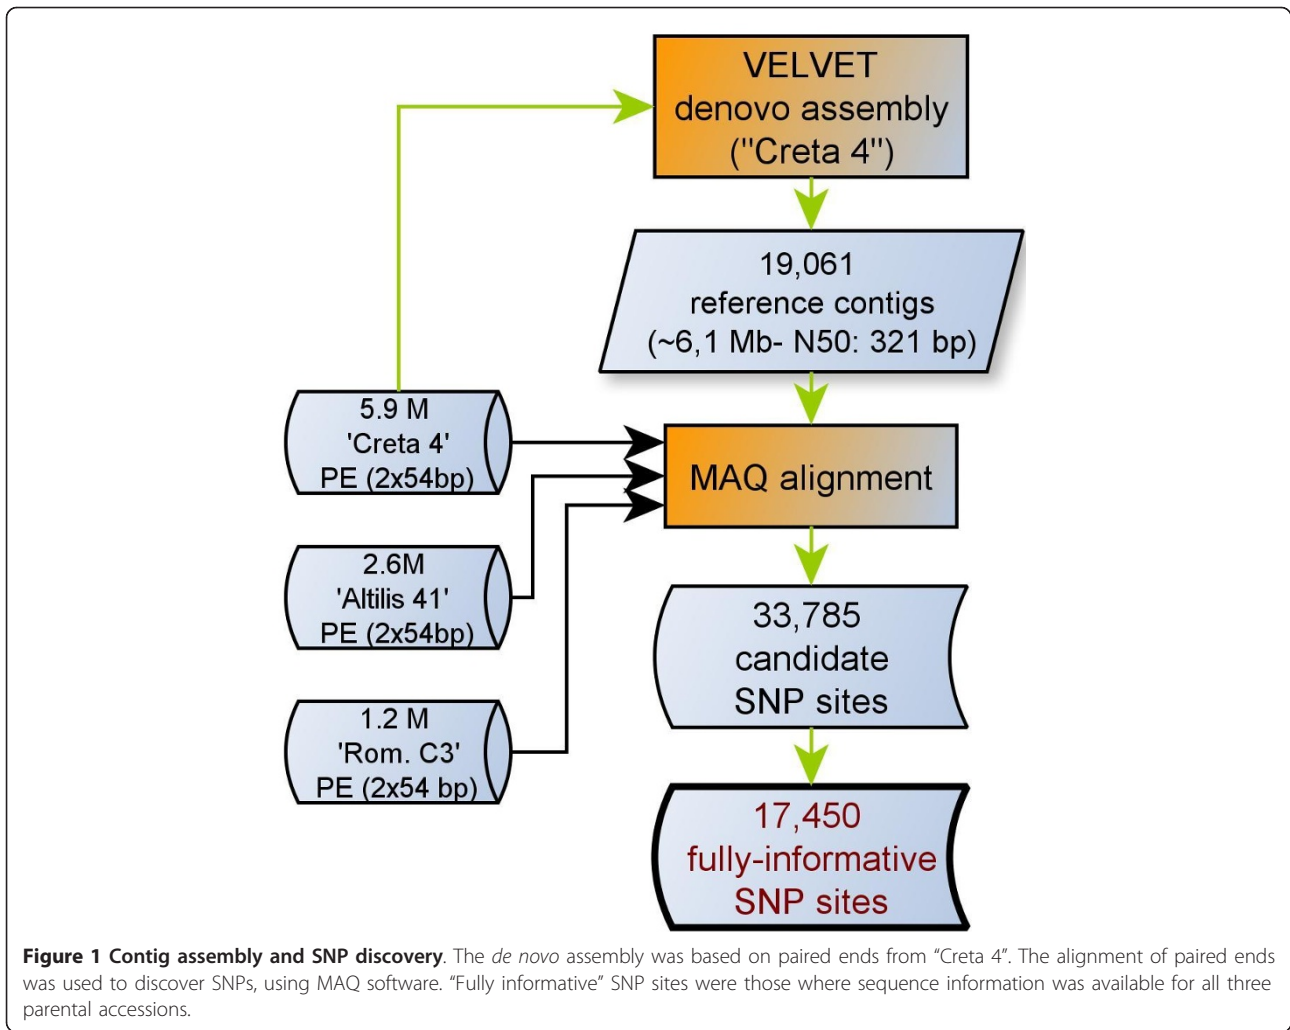 VELVET
denovo assembly
("Creta 4")
19,061
reference contigs
(~6,1 Mb- N50: 321 bp)
5.9 M
'Creta 4'
PE (2x54bp)
MAQ alignment
2.6M
'Altilis 41'
PE (2x54bp)
33,785
candidate
SNP sites
1.2 M
'Rom. C3'
PE (2x54 bp)
17,450
fully-informative
SNP sites
Figure 1 Contig assembly and SNP discovery. The de novo assembly was based on paired ends from “Creta 4”. The alignment of paired ends
was used to discover SNPs, using MAQ software. “Fully informative” SNP sites were those where sequence information was available for all three
parental accessions.